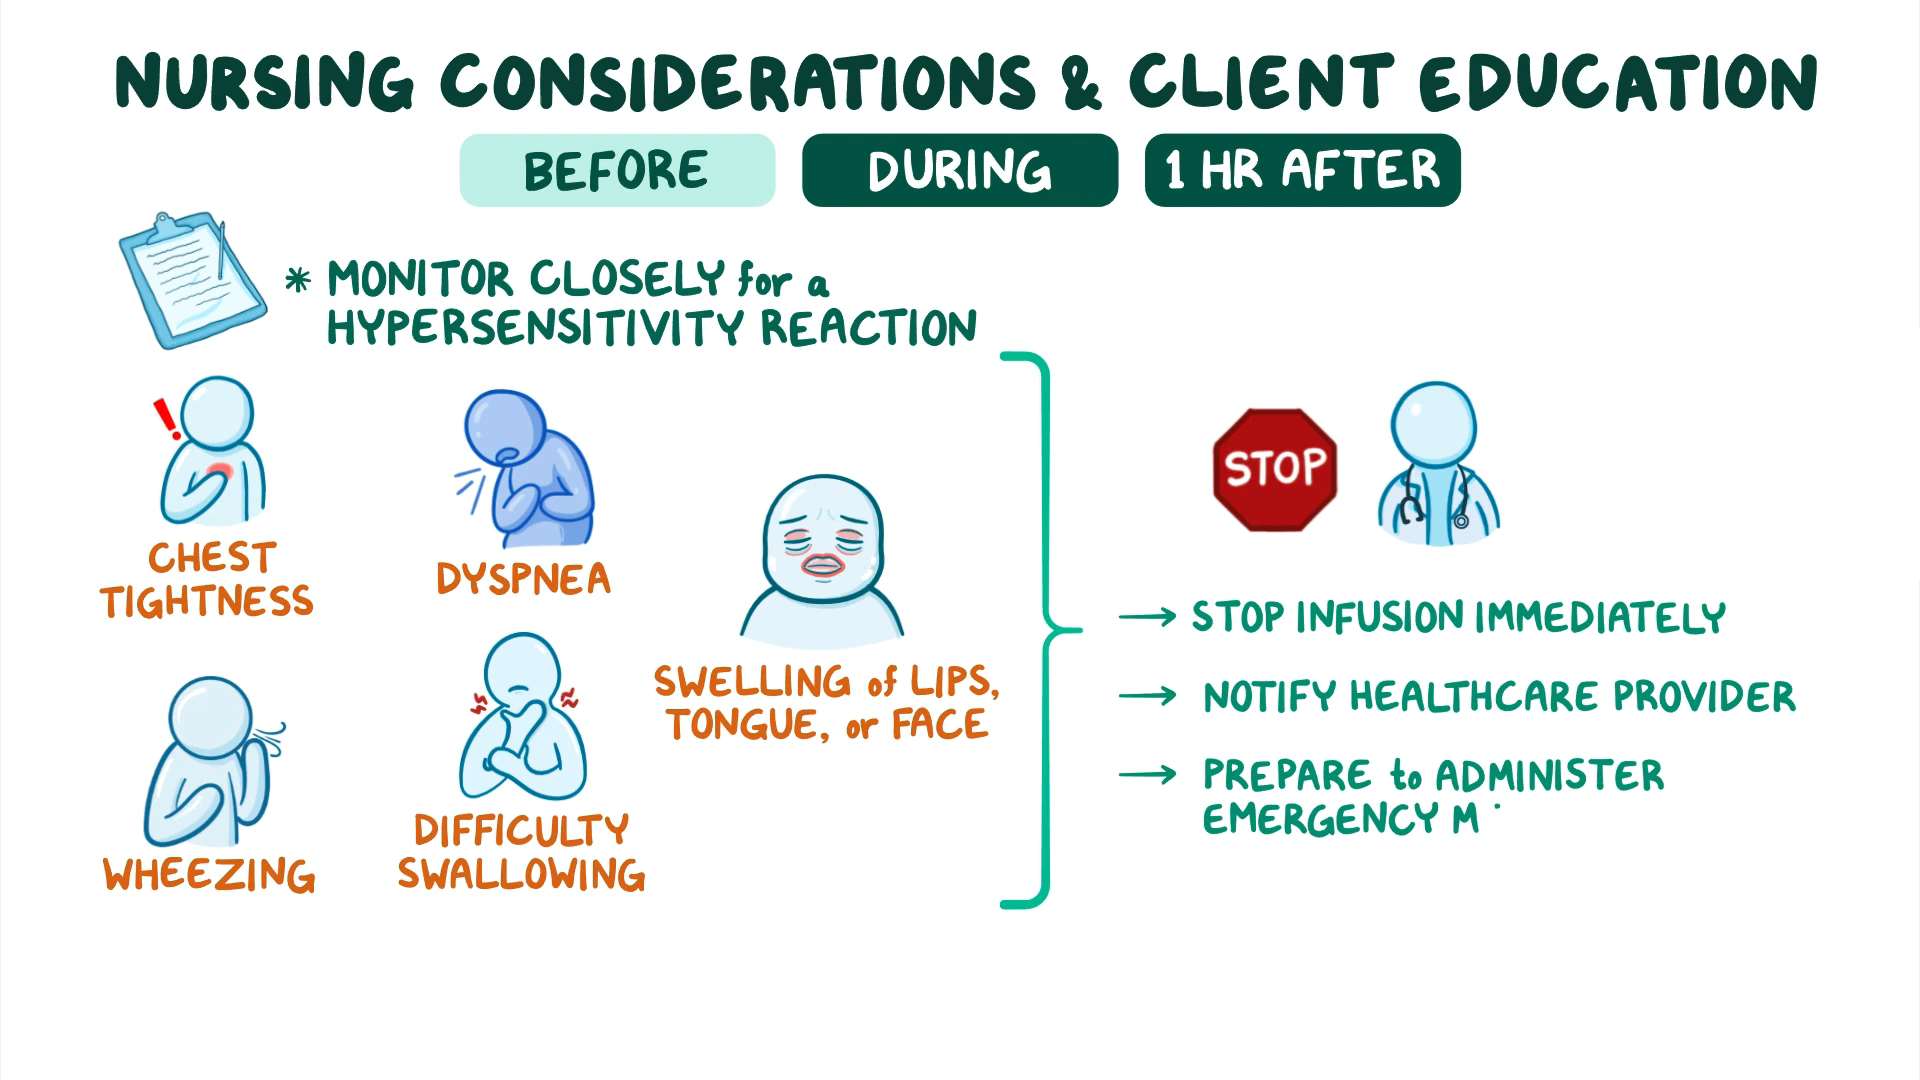 NURSING CONSIDERATIONS & CLIENT EDUCATION
BEFORE
DURING
1 HR AFTER
* MONITOR CLOSELY for a
HYPERSENSITIVITY REACTION
CHEST
TIGHTNESS
DYSPNEA
SWELLING of LIPS,
TONGUE, or FACE
WHEEZING
DIFFICULTY
SWALLOWING
STOP
→ STOP INFUSION IMMEDIATELY
→ NOTIFY HEALTHCARE PROVIDER
→ PREPARE to ADMINISTER
EMERGENCY M